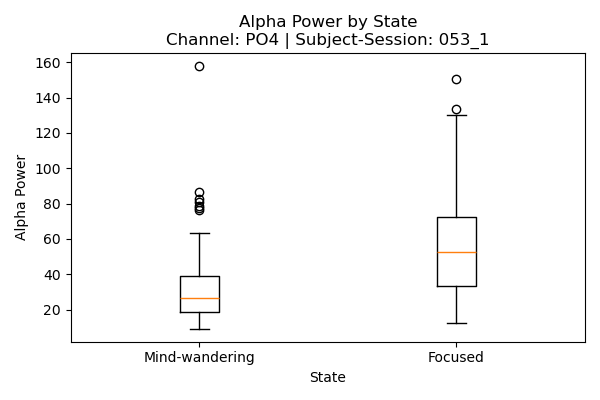 Alpha Power by State
Channel: PO4 | Subject-Session: 053_1
160
140
120
100
80
60
40
20
Alpha Power
Mind-wandering
Focused
State